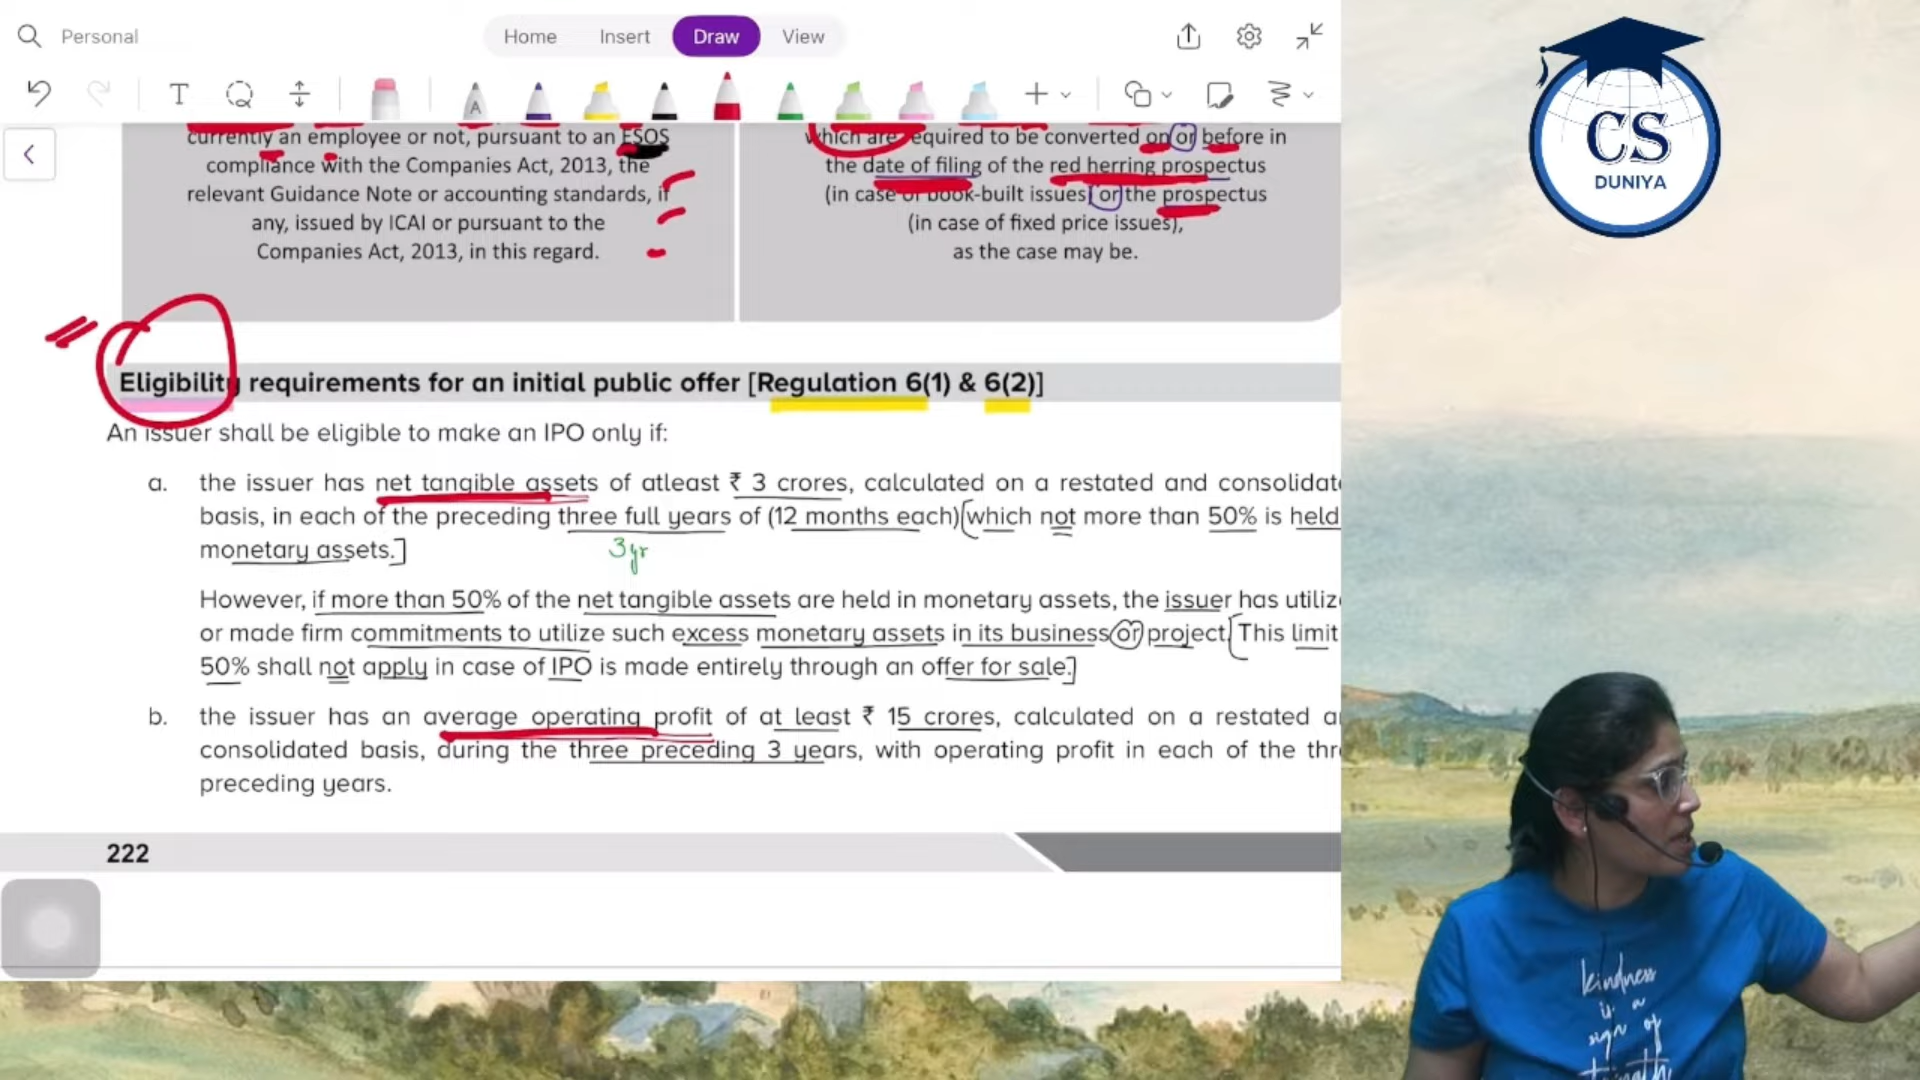 Personal
Home Insert Draw View
T
A
currently an employee or not, pursuant to an ESOS
compliance with the Companies Act, 2013, the
relevant Guidance Note or accounting standards, if
any, issued by ICAI or pursuant to the
Companies Act, 2013, in this regard.
which are required to be converted on or before in
the date of filing of the red herring prospectus
(in case of book-built issues) or the prospectus
(in case of fixed price issues),
as the case may be.
Eligibility requirements for an initial public offer [Regulation 6(1) & 6(2)]
An issuer shall be eligible to make an IPO only if:
a. the issuer has net tangible assets of atleast ₹ 3 crores, calculated on a restated and consolidat
basis, in each of the preceding three full years of (12 months each) [which not more than 50% is held
monetary assets.]
3 yr
However, if more than 50% of the net tangible assets are held in monetary assets, the issuer has utiliz
or made firm commitments to utilize such excess monetary assets in its business or project. [This limit
50% shall not apply in case of IPO is made entirely through an offer for sale.]
b. the issuer has an average operating profit of at least ₹ 15 crores, calculated on a restated a
consolidated basis, during the three preceding 3 years, with operating profit in each of the thr
preceding years.
222
CS
DUNIYA
kindness
is a
sign of